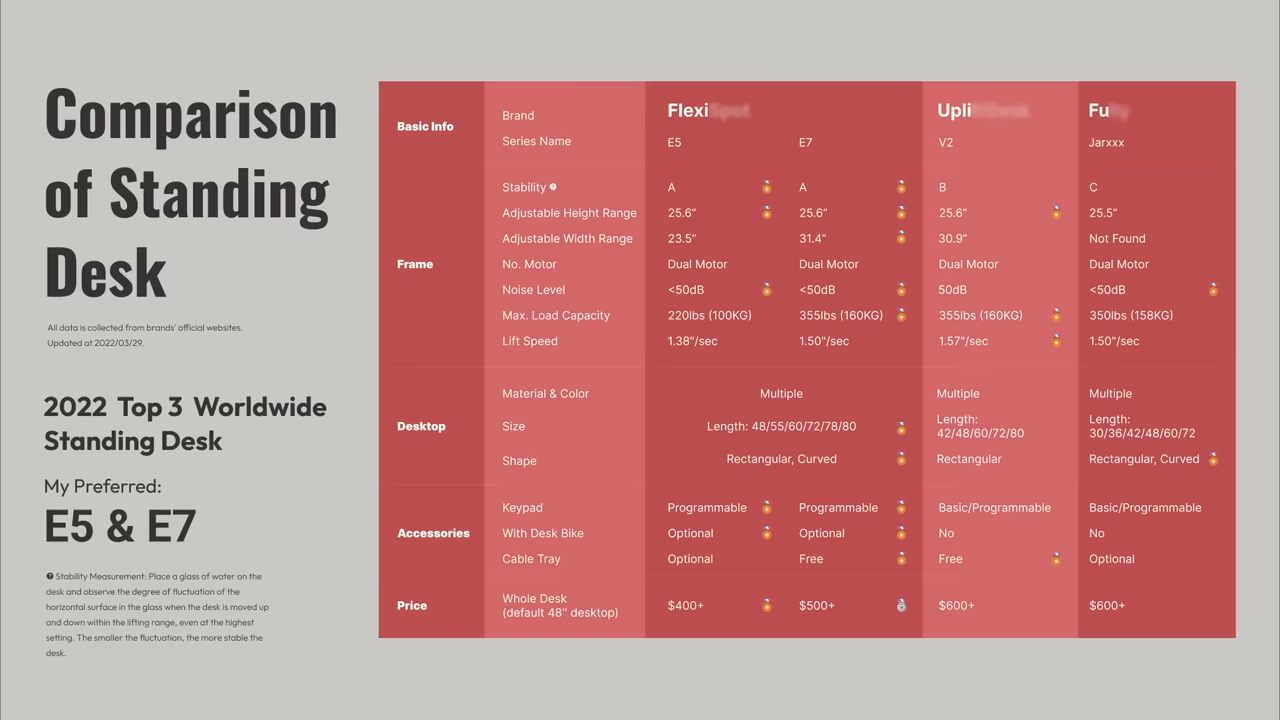 Comparison
of Standing
Desk
All data is collected from brands' official websites.
Updated at 2022/03/29.
2022 Top 3 Worldwide
Standing Desk
My Preferred:
E5 & E7
? Stability Measurement: Place a glass of water on the
desk and observe the degree of fluctuation of the
horizontal surface in the glass when the desk is moved up
and down within the lifting range, even at the highest
setting. The smaller the fluctuation, the more stable the
desk.
Basic Info
Brand Flexi Upli Fu
Series Name E5 E7 V2 Jarxxx
Frame
Stability ? A A B C
Adjustable Height Range 25.6” 25.6” 25.6” 25.5”
Adjustable Width Range 23.5” 31.4” 30.9” Not Found
No. Motor Dual Motor Dual Motor Dual Motor Dual Motor
Noise Level <50dB <50dB 50dB <50dB
Max. Load Capacity 220lbs (100KG) 355lbs (160KG) 355lbs (160KG) 350lbs (158KG)
Lift Speed 1.38"/sec 1.50"/sec 1.57"/sec 1.50"/sec
Desktop
Material & Color Multiple Multiple Multiple
Size Length: 48/55/60/72/78/80 Length: 42/48/60/72/80 Length: 30/36/42/48/60/72
Shape Rectangular, Curved Rectangular Rectangular, Curved
Accessories
Keypad Programmable Programmable Basic/Programmable Basic/Programmable
With Desk Bike Optional Optional No No
Cable Tray Optional Free Free Optional
Price
Whole Desk
(default 48" desktop) $400+ $500+ $600+ $600+